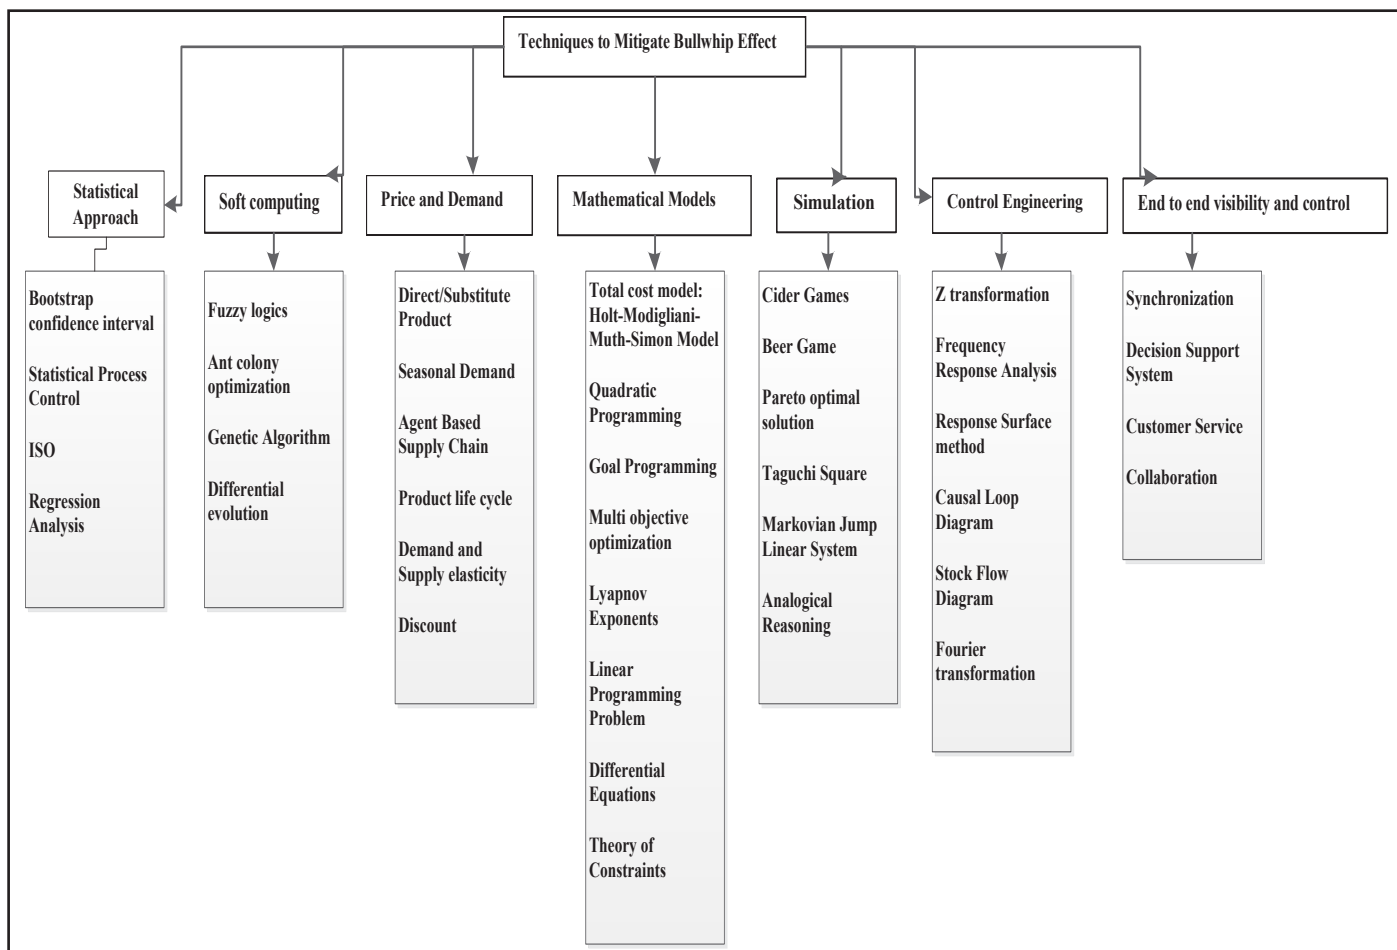 Techniques to Mitigate Bullwhip Effect
Statistical
Approach
Soft computing
Price and Demand
Mathematical Models
Simulation
Control Engineering
End to end visibility and control
Bootstrap
confidence interval
Statistical Process
Control
ISO
Regression
Analysis
Fuzzy logics
Ant colony
optimization
Genetic Algorithm
Differential
evolution
Direct/Substitute
Product
Seasonal Demand
Agent Based
Supply Chain
Product life cycle
Demand and
Supply elasticity
Discount
Total cost model:
Holt-Modigliani-
Muth-Simon Model
Quadratic
Programming
Goal Programming
Multi objective
optimization
Lyapnov
Exponents
Linear
Programming
Problem
Differential
Equations
Theory of
Constraints
Cider Games
Beer Game
Pareto optimal
solution
Taguchi Square
Markovian Jump
Linear System
Analogical
Reasoning
Z transformation
Frequency
Response Analysis
Response Surface
method
Causal Loop
Diagram
Stock Flow
Diagram
Fourier
transformation
Synchronization
Decision Support
System
Customer Service
Collaboration